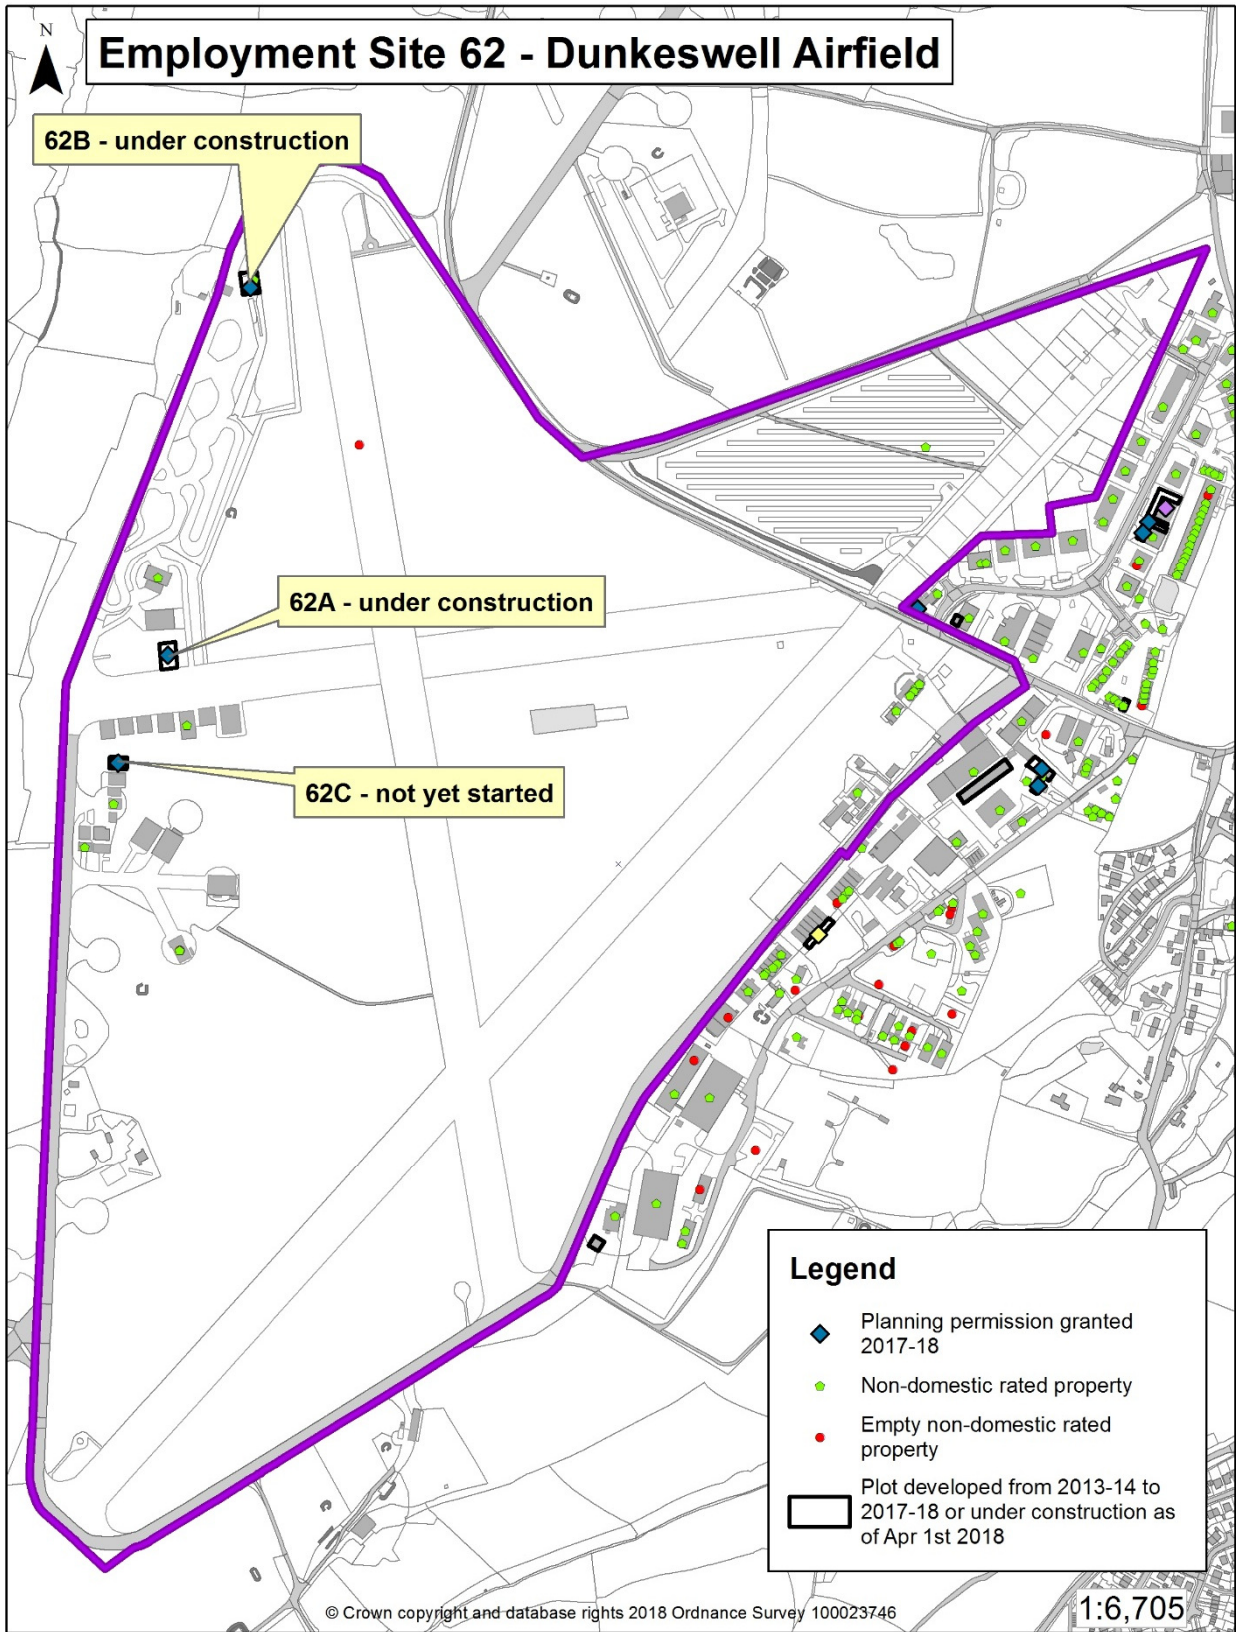 N
Employment Site 62 - Dunkeswell Airfield
62B - under construction
62A - under construction
62C - not yet started
Legend
Planning permission granted
2017-18
Non-domestic rated property
Empty non-domestic rated
property
Plot developed from 2013-14 to
2017-18 or under construction as
of Apr 1st 2018
© Crown copyright and database rights 2018 Ordnance Survey 100023746
1:6,705